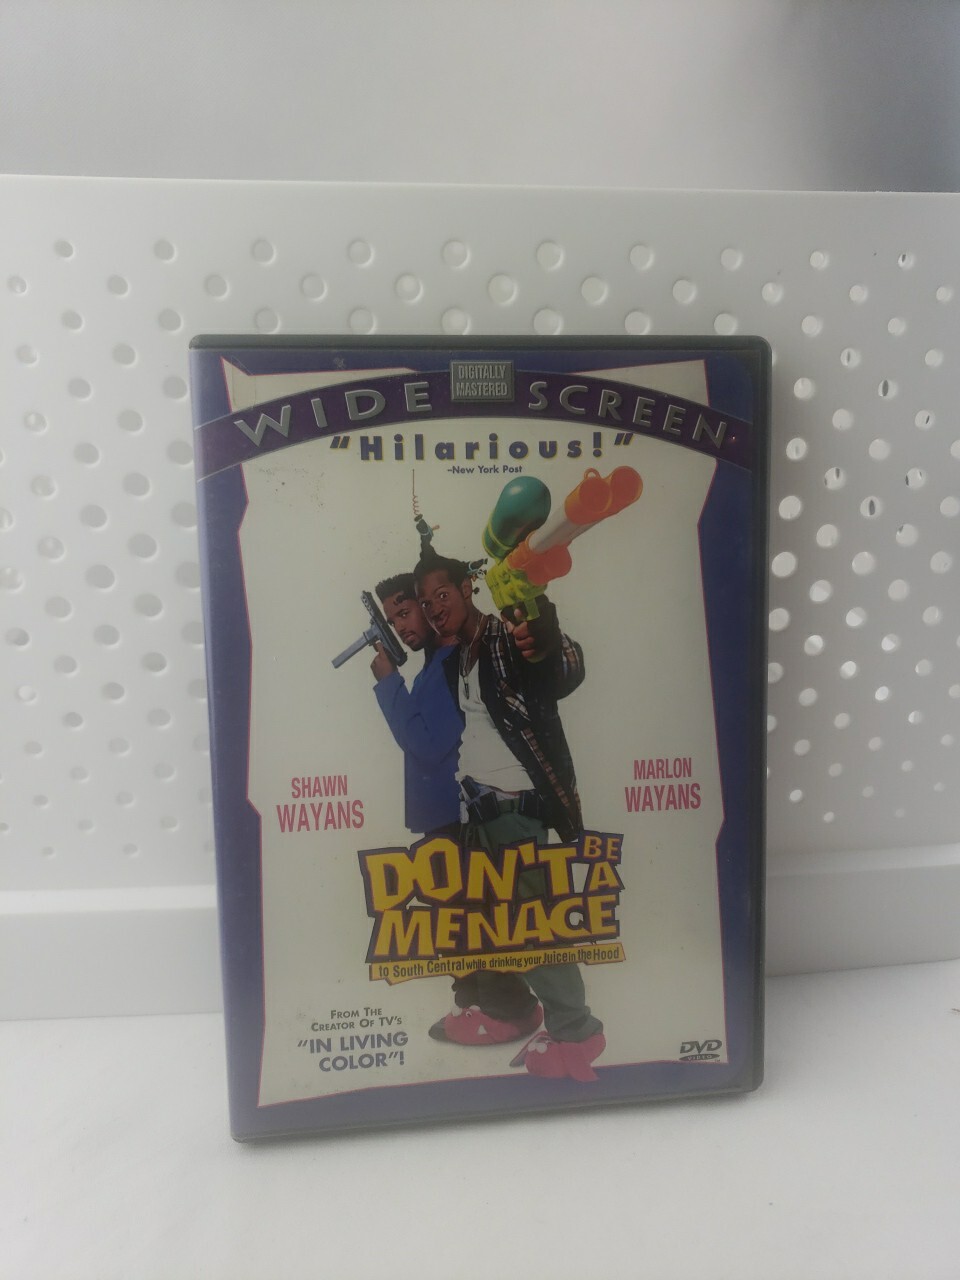 WIDE DIGITALLY MASTERED SCREEN
"Hilarious!"
-New York Post
SHAWN
WAYANS
MARLON
WAYANS
DON'T BE A
MENACE
to South Central while drinking your Juice in the Hood
FROM THE
CREATOR OF TV'S
"IN LIVING
COLOR"!
DVD
VIDEO